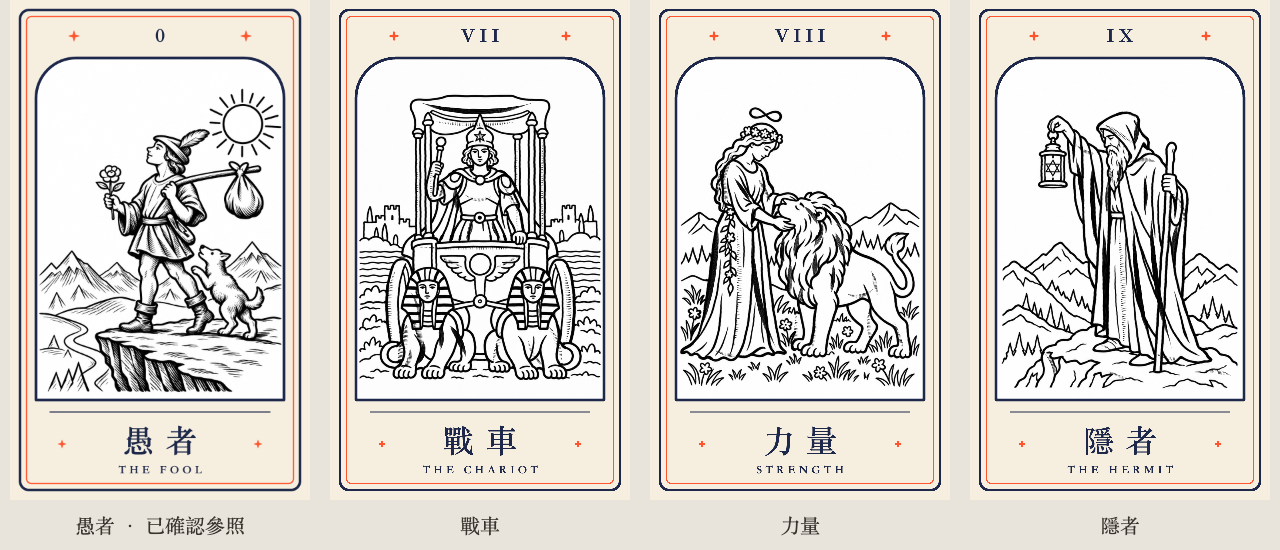 0
愚者
THE FOOL
愚者 · 已確認參照
VII
戰車
THE CHARIOT
戰車
VIII
力量
STRENGTH
力量
IX
隱者
THE HERMIT
隱者